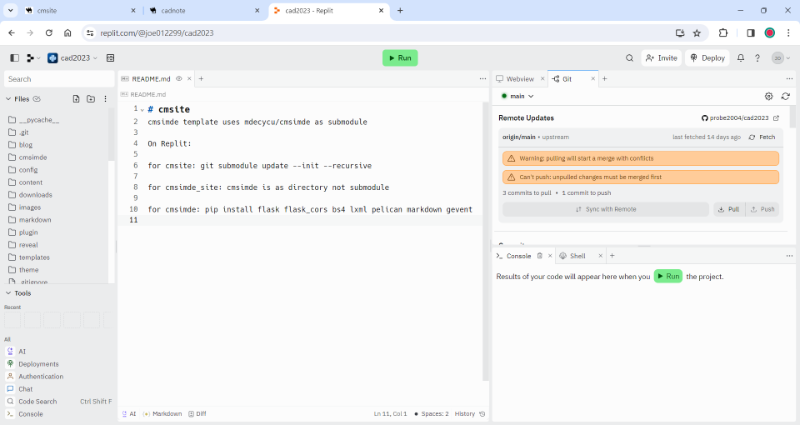 cmsite
cadnote
cad2023 - Replit
replit.com/@joe012299/cad2023
cad2023
Run
Invite
Deploy
JO
Search
Files
__pycache__
.git
blog
cmsimde
config
content
downloads
images
markdown
plugin
reveal
templates
theme
.gitignore
Tools
Recent
All
AI
Deployments
Authentication
Chat
Code Search Ctrl Shift F
Console
README.md
README.md
1 # cmsite
2 cmsimde template uses mdecycu/cmsimde as submodule
3
4 On Replit:
5
6 for cmsite: git submodule update --init --recursive
7
8 for cmsimde_site: cmsimde is as directory not submodule
9
10 for cmsimde: pip install flask flask_cors bs4 lxml pelican markdown gevent
11
AI Markdown Diff
Ln 11, Col 1 Spaces: 2 History
Webview
Git
main
Remote Updates
probe2004/cad2023
origin/main • upstream
last fetched 14 days ago
Fetch
Warning: pulling will start a merge with conflicts
Can't push: unpulled changes must be merged first
3 commits to pull • 1 commit to push
Sync with Remote
Pull
Push
Console
Shell
Results of your code will appear here when you Run the project.